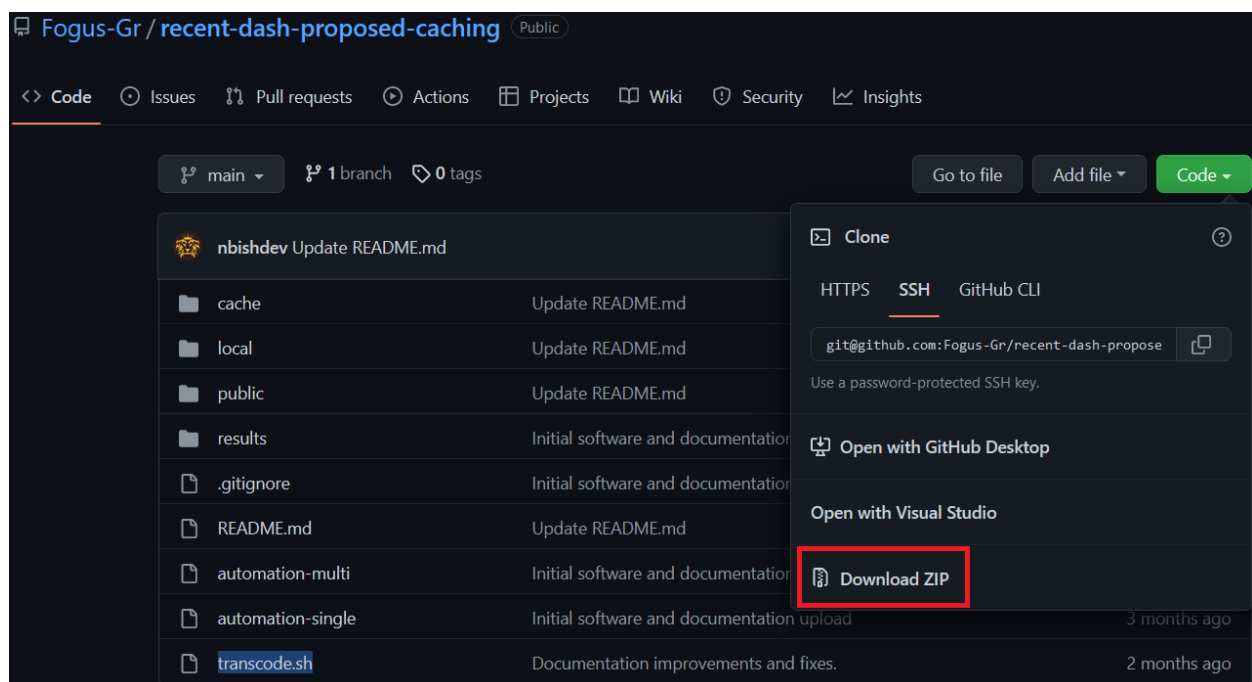 Fogus-Gr / recent-dash-proposed-caching Public
Code Issues Pull requests Actions Projects Wiki Security Insights
main 1 branch 0 tags Go to file Add file Code
nbishdev Update README.md
cache Update README.md
local Update README.md
public Update README.md
results Initial software and documentation
.gitignore Initial software and documentation
README.md Update README.md
automation-multi Initial software and documentation
automation-single Initial software and documentation upload 3 months ago
transcode.sh Documentation improvements and fixes. 2 months ago
Clone
HTTPS SSH GitHub CLI
git@github.com:Fogus-Gr/recent-dash-propose
Use a password-protected SSH key.
Open with GitHub Desktop
Open with Visual Studio
Download ZIP